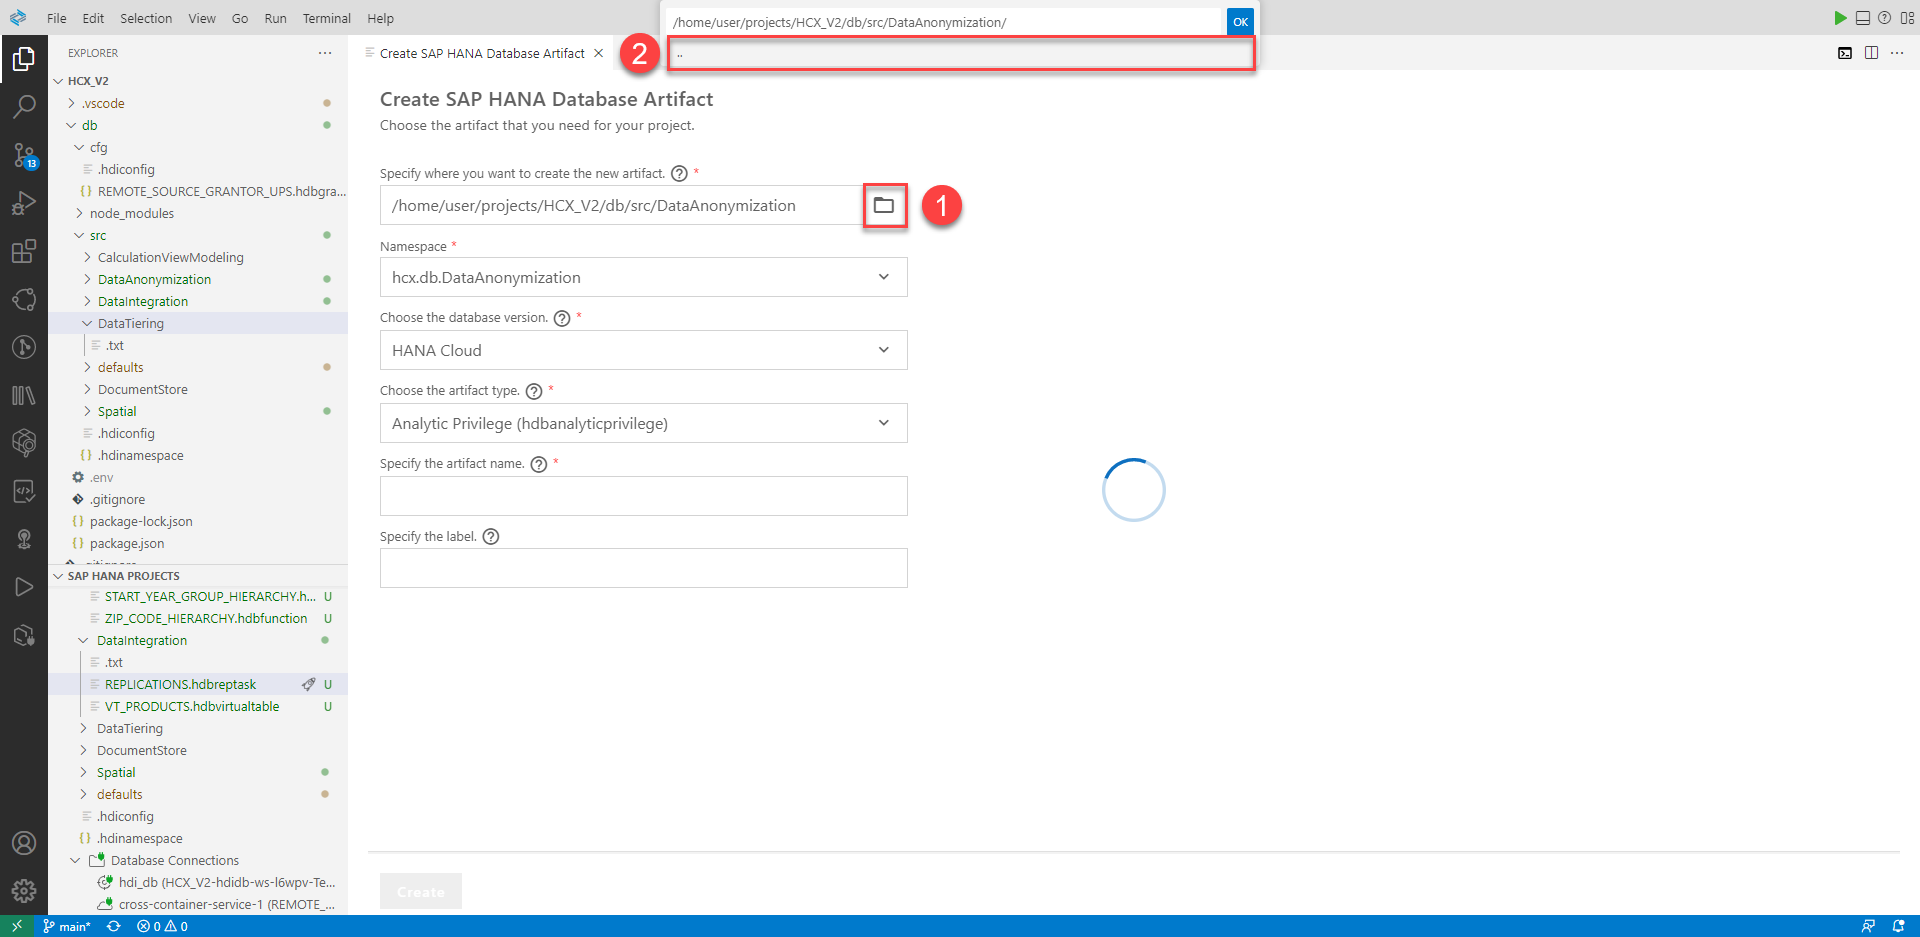 File Edit Selection View Go Run Terminal Help
/home/user/projects/HCX_V2/db/src/DataAnonymization/
OK
EXPLORER
Create SAP HANA Database Artifact
2
..
HCX_V2
.vscode
db
cfg
.hdiconfig
REMOTE_SOURCE_GRANTOR_UPS.hdbgra...
node_modules
src
CalculationViewModeling
DataAnonymization
DataIntegration
DataTiering
.txt
defaults
DocumentStore
Spatial
.hdiconfig
.hdinamespace
.env
.gitignore
package-lock.json
package.json
SAP HANA PROJECTS
START_YEAR_GROUP_HIERARCHY.h... U
ZIP_CODE_HIERARCHY.hdbfunction U
DataIntegration
.txt
REPLICATIONS.hdbreptask U
VT_PRODUCTS.hdbvirtualtable U
DataTiering
DocumentStore
Spatial
defaults
.hdiconfig
.hdinamespace
Database Connections
hdi_db (HCX_V2-hdidb-ws-l6wpv-Te...
cross-container-service-1 (REMOTE_...
13
Create SAP HANA Database Artifact
Choose the artifact that you need for your project.
Specify where you want to create the new artifact. *
/home/user/projects/HCX_V2/db/src/DataAnonymization
1
Namespace *
hcx.db.DataAnonymization
Choose the database version. *
HANA Cloud
Choose the artifact type. *
Analytic Privilege (hdbanalyticprivilege)
Specify the artifact name. *
Specify the label.
Create
main* 0 0